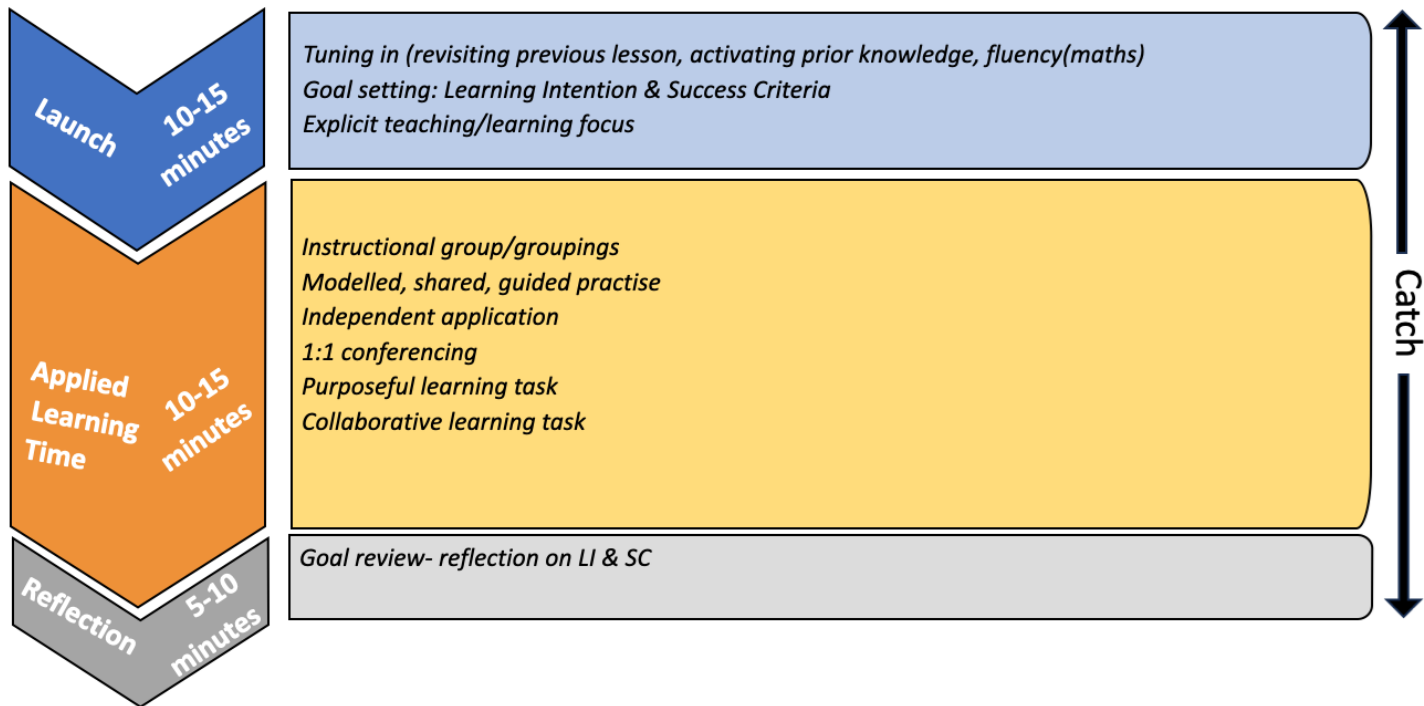 Launch
10-15
minutes
Tuning in (revisiting previous lesson, activating prior knowledge, fluency(maths)
Goal setting: Learning Intention & Success Criteria
Explicit teaching/learning focus
Applied
Learning
Time
10-15
minutes
Instructional group/groupings
Modelled, shared, guided practise
Independent application
1:1 conferencing
Purposeful learning task
Collaborative learning task
Reflection
5-10
minutes
Goal review- reflection on LI & SC
Catch